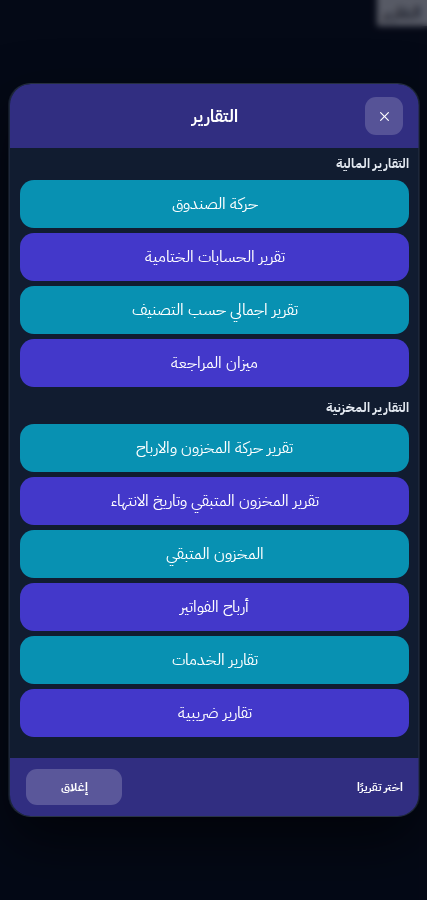 التقارير
التقارير المالية
حركة الصندوق
تقرير الحسابات الختامية
تقرير اجمالي حسب التصنيف
ميزان المراجعة
التقارير المخزنية
تقرير حركة المخزون والارباح
تقرير المخزون المتبقي وتاريخ الانتهاء
المخزون المتبقي
أرباح الفواتير
تقارير الخدمات
تقارير ضريبية
اختر تقريرًا
إغلاق